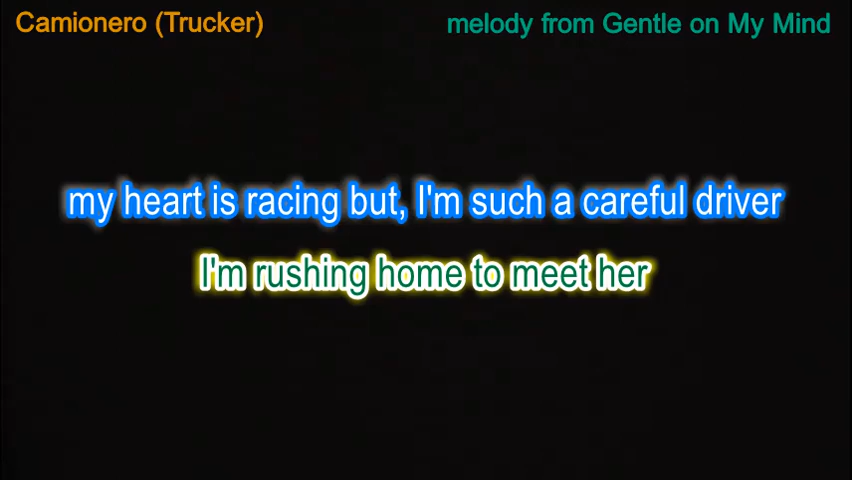 Camionero (Trucker)
melody from Gentle on My Mind
my heart is racing but, I'm such a careful driver
I'm rushing home to meet her